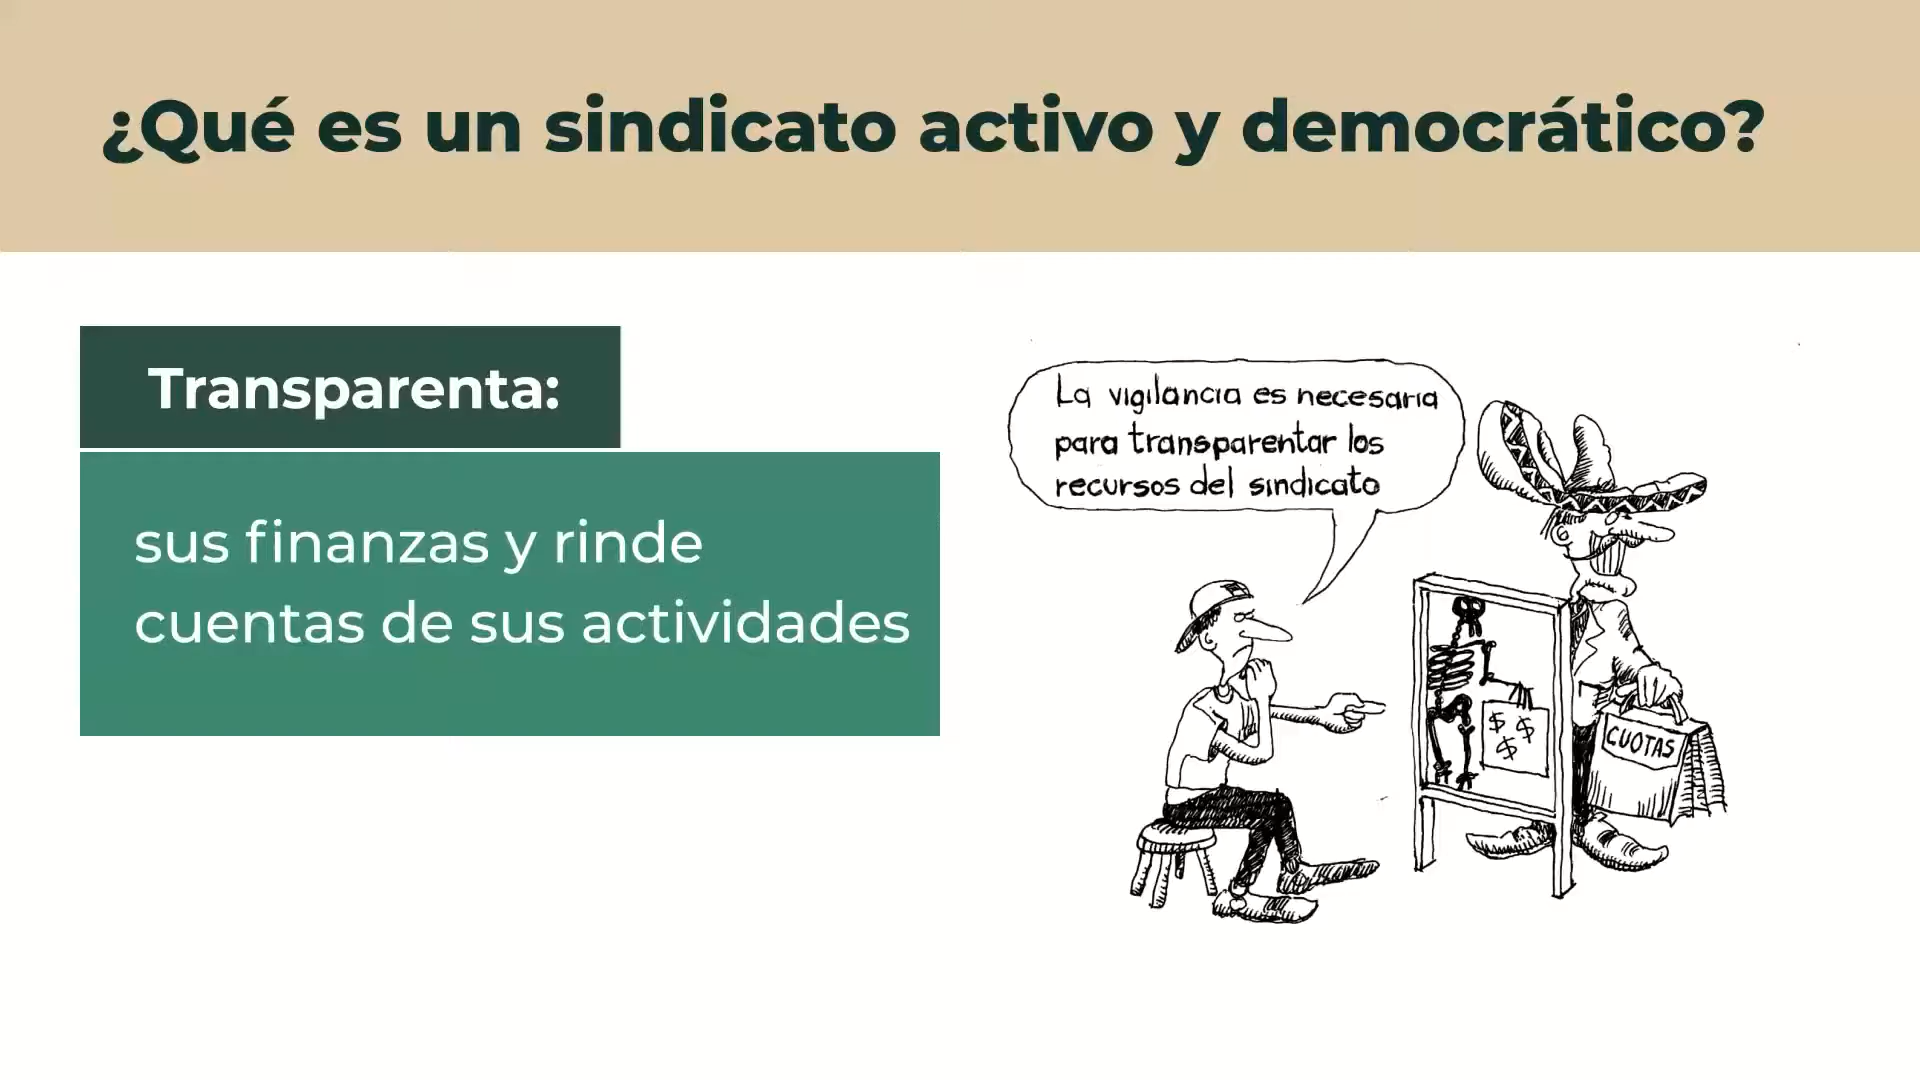 ¿Qué es un sindicato activo y democrático?
Transparenta:
sus finanzas y rinde
cuentas de sus actividades
La vigilancia es necesaria
para transparentar los
recursos del sindicato
$ $
$
CUOTAS